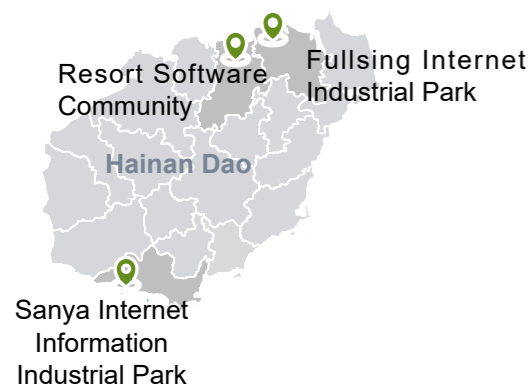 Resort Software
Community
Fullsing Internet
Industrial Park
Hainan Dao
Sanya Internet
Information
Industrial Park